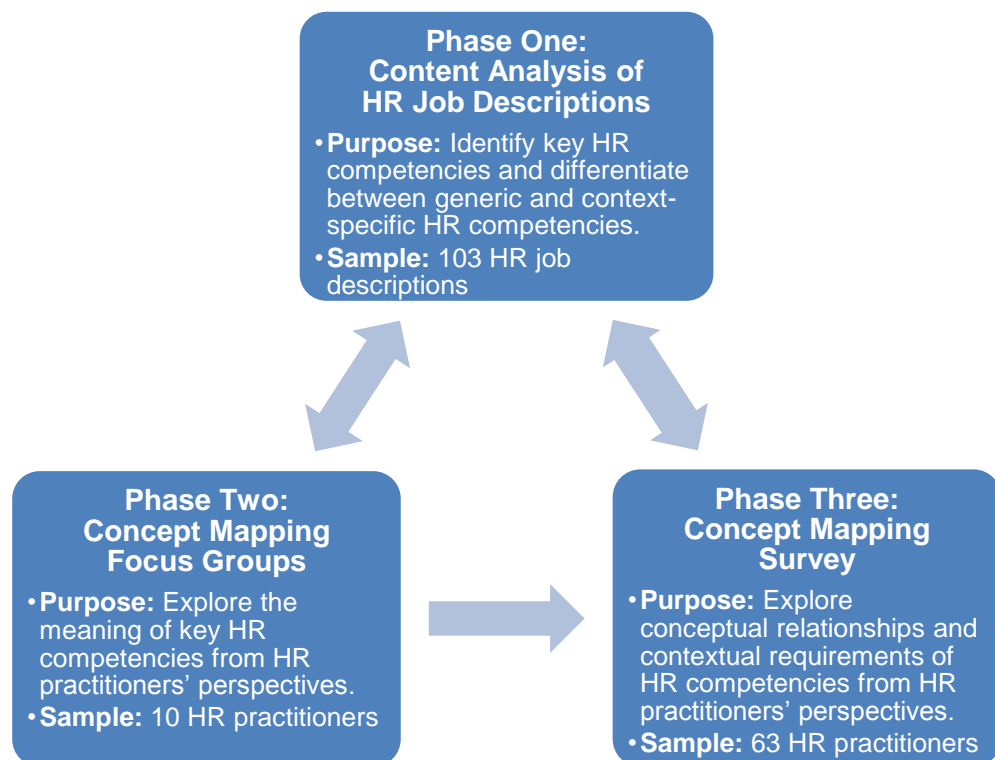 Phase One:
Content Analysis of
HR Job Descriptions
•Purpose: Identify key HR
competencies and differentiate
between generic and context-
specific HR competencies.
•Sample: 103 HR job
descriptions
Phase Two:
Concept Mapping
Focus Groups
•Purpose: Explore the
meaning of key HR
competencies from HR
practitioners’ perspectives.
•Sample: 10 HR practitioners
Phase Three:
Concept Mapping
Survey
•Purpose: Explore
conceptual relationships and
contextual requirements of
HR competencies from HR
practitioners’ perspectives.
•Sample: 63 HR practitioners